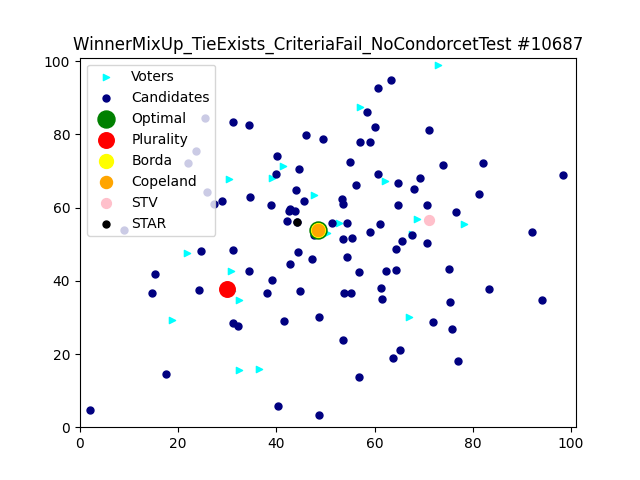 WinnerMixUp_TieExists_CriteriaFail_NoCondorcetTest #10687
100
80
60
40
20
0
Voters
Candidates
Optimal
Plurality
Borda
Copeland
STV
STAR
0 20 40 60 80 100